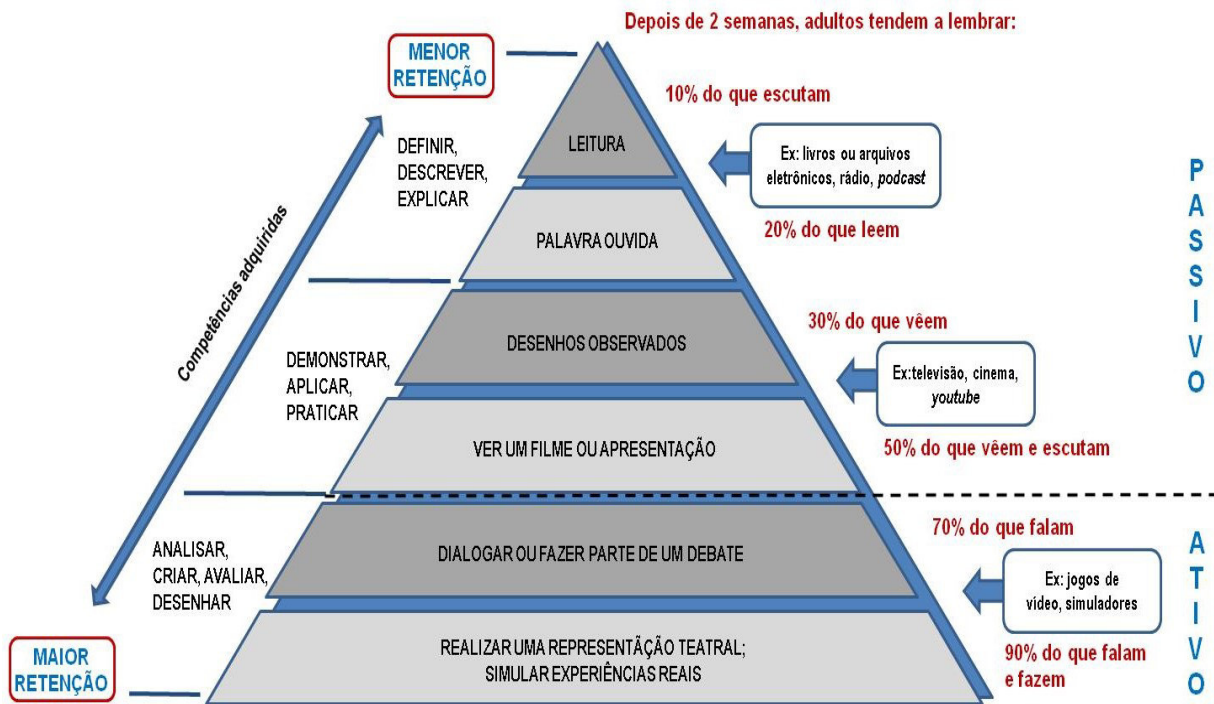 Depois de 2 semanas, adultos tendem a lembrar:
MENOR
RETENÇÃO
10% do que escutam
LEITURA
DEFINIR,
DESCREVER,
EXPLICAR
Ex: livros ou arquivos
eletrônicos, rádio, podcast
PALAVRA OUVIDA
20% do que leem
Competências adquiridas
PASSIVO
30% do que vêem
DESENHOS OBSERVADOS
DEMONSTRAR,
APLICAR,
PRATICAR
Ex:televisão, cinema,
youtube
VER UM FILME OU APRESENTAÇÃO
50% do que vêem e escutam
70% do que falam
ANALISAR,
CRIAR, AVALIAR,
DESENHAR
DIALOGAR OU FAZER PARTE DE UM DEBATE
Ex: jogos de
vídeo, simuladores
ATIVO
MAIOR
RETENÇÃO
REALIZAR UMA REPRESENTÃÇÃO TEATRAL;
SIMULAR EXPERIÊNCIAS REAIS
90% do que falam
e fazem